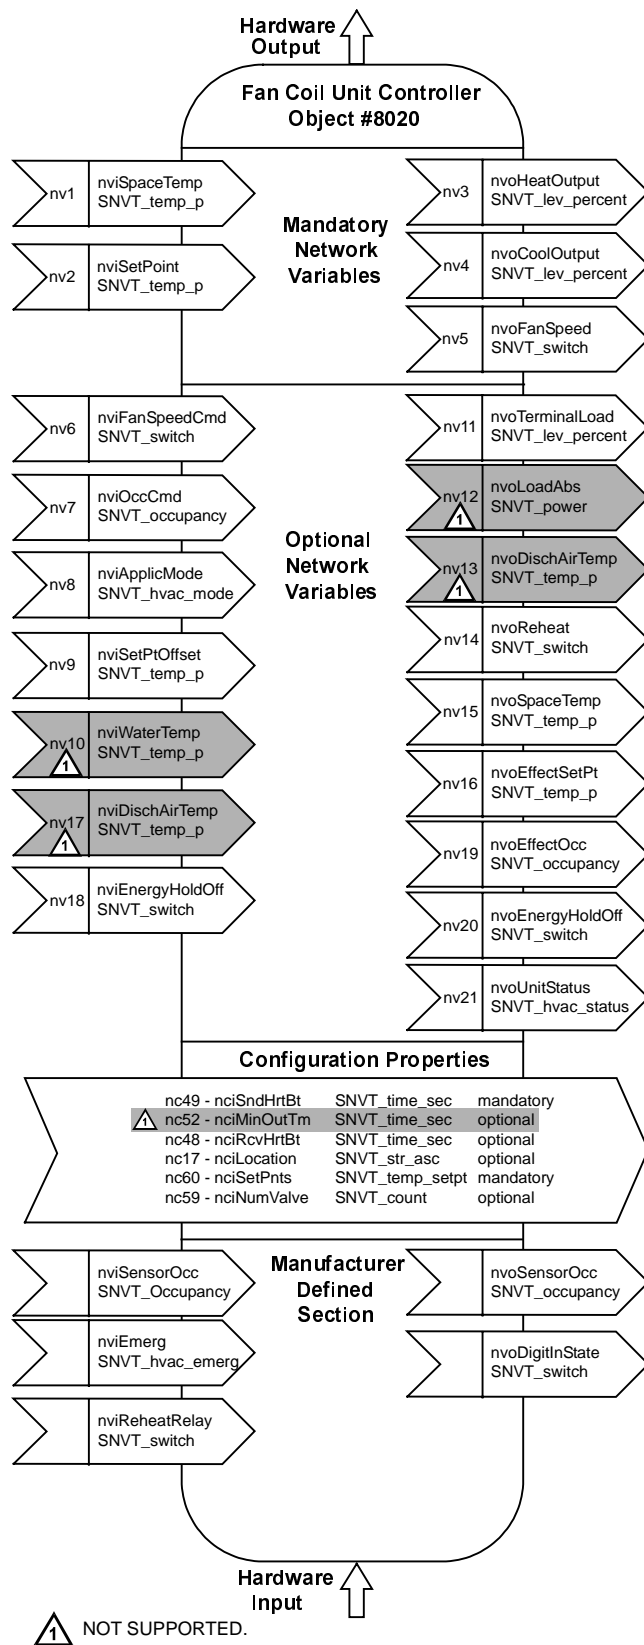 Hardware
Output
Fan Coil Unit Controller
Object #8020
nv1
nviSpaceTemp
SNVT_temp_p
nv2
nviSetPoint
SNVT_temp_p
Mandatory
Network
Variables
nv3
nvoHeatOutput
SNVT_lev_percent
nv4
nvoCoolOutput
SNVT_lev_percent
nv5
nvoFanSpeed
SNVT_switch
nv6
nviFanSpeedCmd
SNVT_switch
nv7
nviOccCmd
SNVT_occupancy
nv8
nviApplicMode
SNVT_hvac_mode
nv9
nviSetPtOffset
SNVT_temp_p
nv10
1
nviWaterTemp
SNVT_temp_p
nv17
1
nviDischAirTemp
SNVT_temp_p
nv18
nviEnergyHoldOff
SNVT_switch
Optional
Network
Variables
nv11
nvoTerminalLoad
SNVT_lev_percent
nv12
1
nvoLoadAbs
SNVT_power
nv13
1
nvoDischAirTemp
SNVT_temp_p
nv14
nvoReheat
SNVT_switch
nv15
nvoSpaceTemp
SNVT_temp_p
nv16
nvoEffectSetPt
SNVT_temp_p
nv19
nvoEffectOcc
SNVT_occupancy
nv20
nvoEnergyHoldOff
SNVT_switch
nv21
nvoUnitStatus
SNVT_hvac_status
Configuration Properties
nc49 - nciSndHrtBt SNVT_time_sec mandatory
1 nc52 - nciMinOutTm SNVT_time_sec optional
nc48 - nciRcvHrtBt SNVT_time_sec optional
nc17 - nciLocation SNVT_str_asc optional
nc60 - nciSetPnts SNVT_temp_setpt mandatory
nc59 - nciNumValve SNVT_count optional
nviSensorOcc
SNVT_Occupancy
nviEmerg
SNVT_hvac_emerg
nviReheatRelay
SNVT_switch
Manufacturer
Defined
Section
nvoSensorOcc
SNVT_occupancy
nvoDigitInState
SNVT_switch
Hardware
Input
1 NOT SUPPORTED.